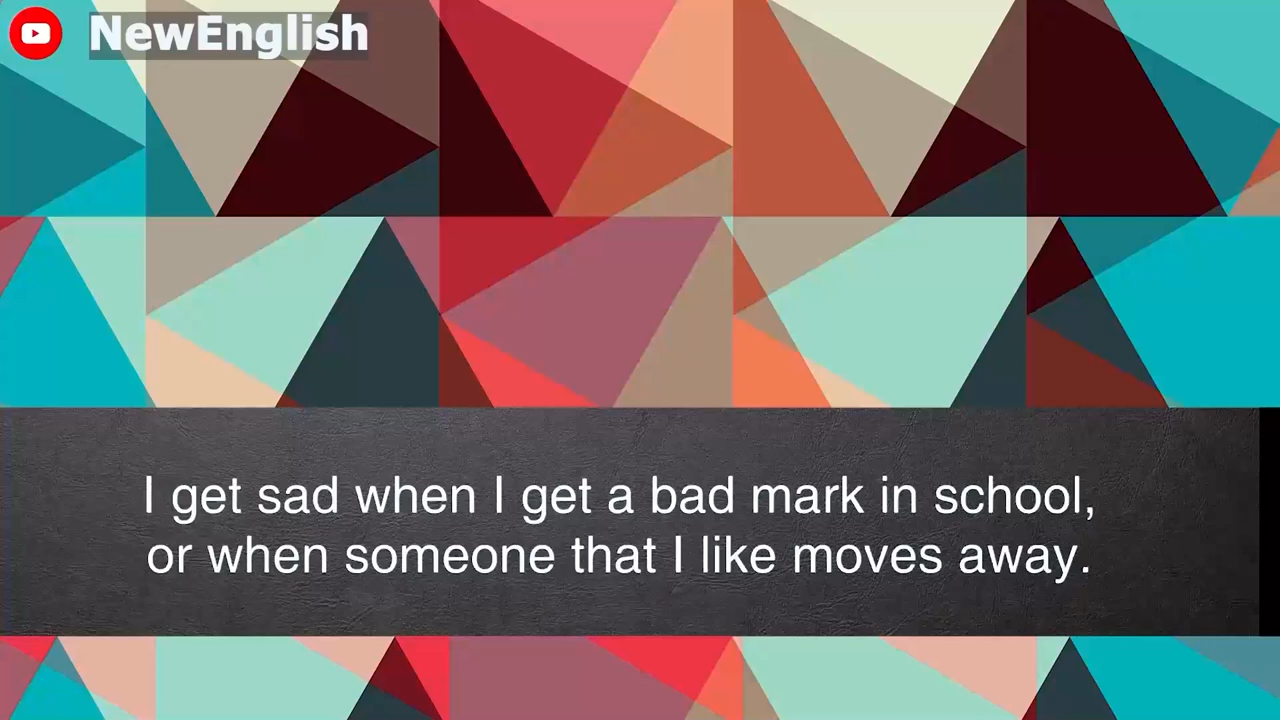 NewEnglish
I get sad when I get a bad mark in school,
or when someone that I like moves away.